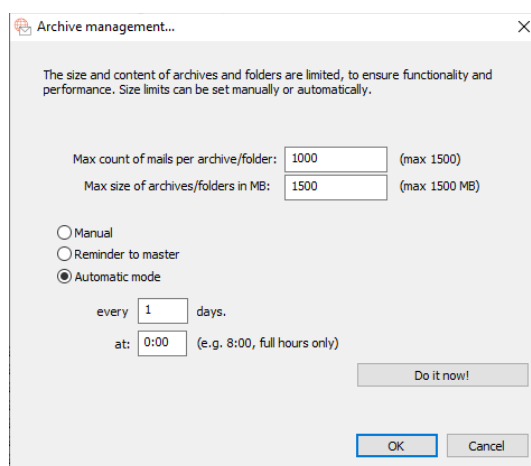 Archive management...
The size and content of archives and folders are limited, to ensure functionality and
performance. Size limits can be set manually or automatically.
Max count of mails per archive/folder: 1000 (max 1500)
Max size of archives/folders in MB: 1500 (max 1500 MB)
Manual
Reminder to master
Automatic mode
every 1 days.
at: 0:00 (e.g. 8:00, full hours only)
Do it now!
OK Cancel